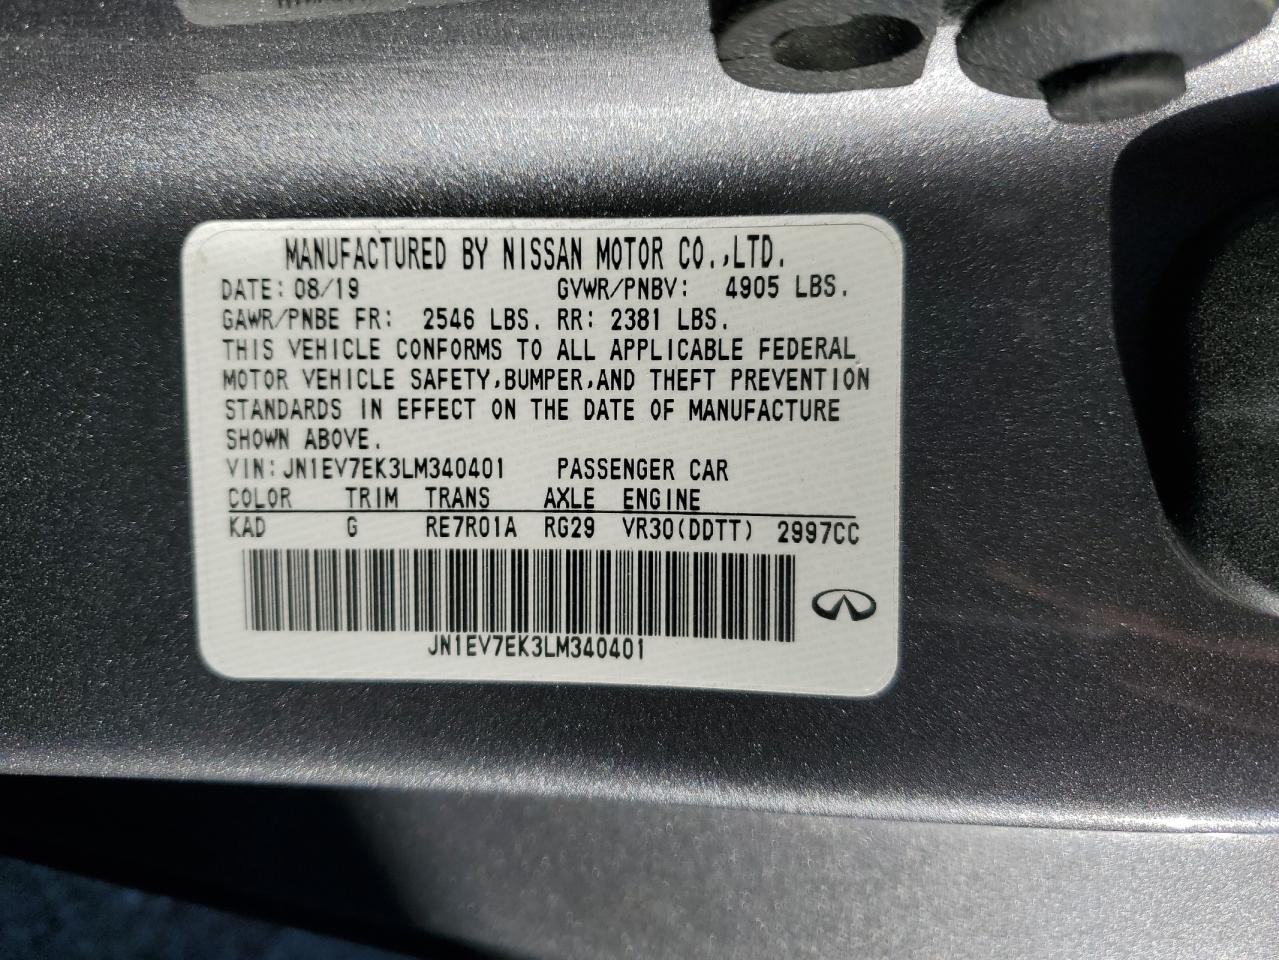 MANUFACTURED BY NISSAN MOTOR CO.,LTD.
DATE: 08/19 GVWR/PNBV: 4905 LBS.
GAWR/PNBE FR: 2546 LBS. RR: 2381 LBS.
THIS VEHICLE CONFORMS TO ALL APPLICABLE FEDERAL
MOTOR VEHICLE SAFETY,BUMPER,AND THEFT PREVENTION
STANDARDS IN EFFECT ON THE DATE OF MANUFACTURE
SHOWN ABOVE.
VIN: JN1EV7EK3LM340401 PASSENGER CAR
COLOR TRIM TRANS AXLE ENGINE
KAD G RE7R01A RG29 VR30(DDTT) 2997CC
JN1EV7EK3LM340401